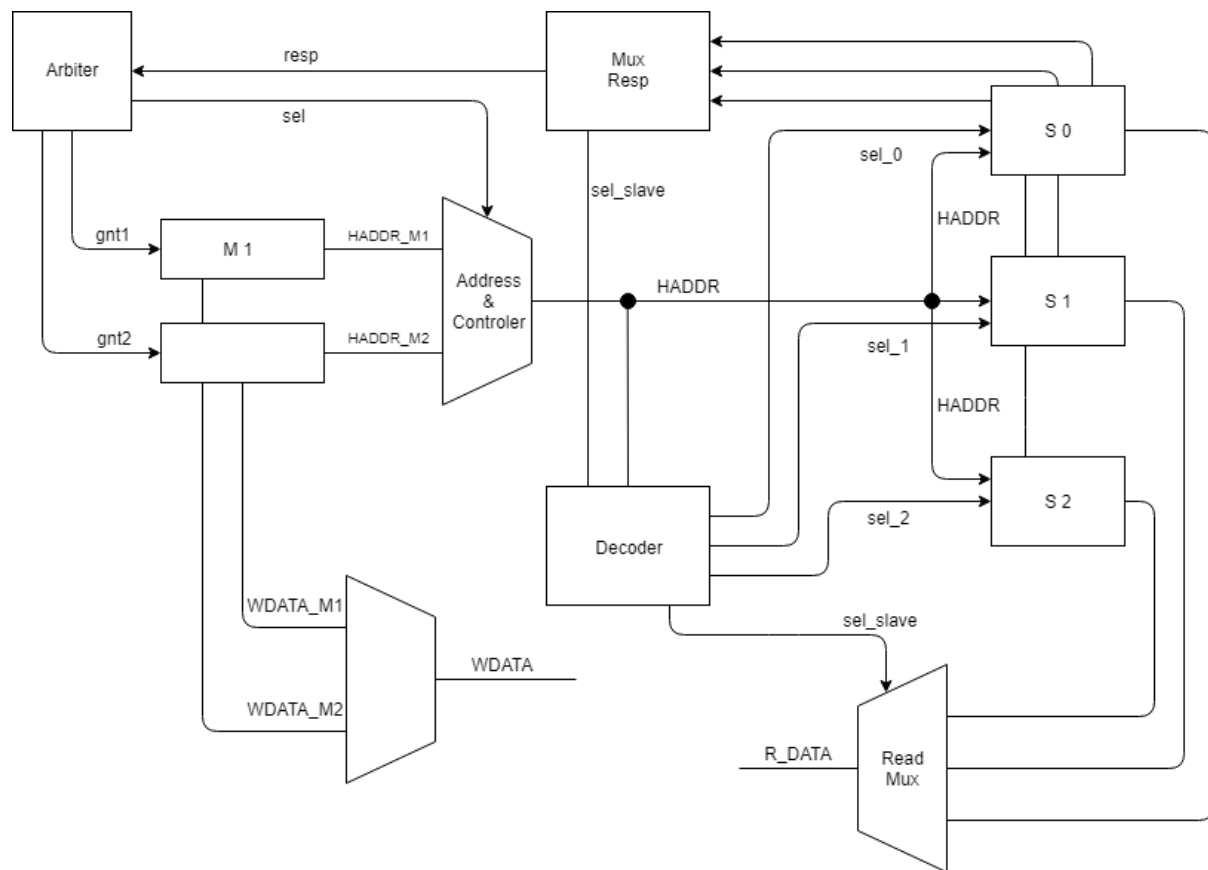 Arbiter
resp
Mux
Resp
sel
S 0
sel_0
sel_slave
HADDR
gnt1
M 1
HADDR_M1
Address
&
Controler
HADDR
S 1
gnt2
HADDR_M2
sel_1
HADDR
S 2
sel_2
Decoder
WDATA_M1
sel_slave
WDATA
WDATA_M2
R_DATA
Read
Mux